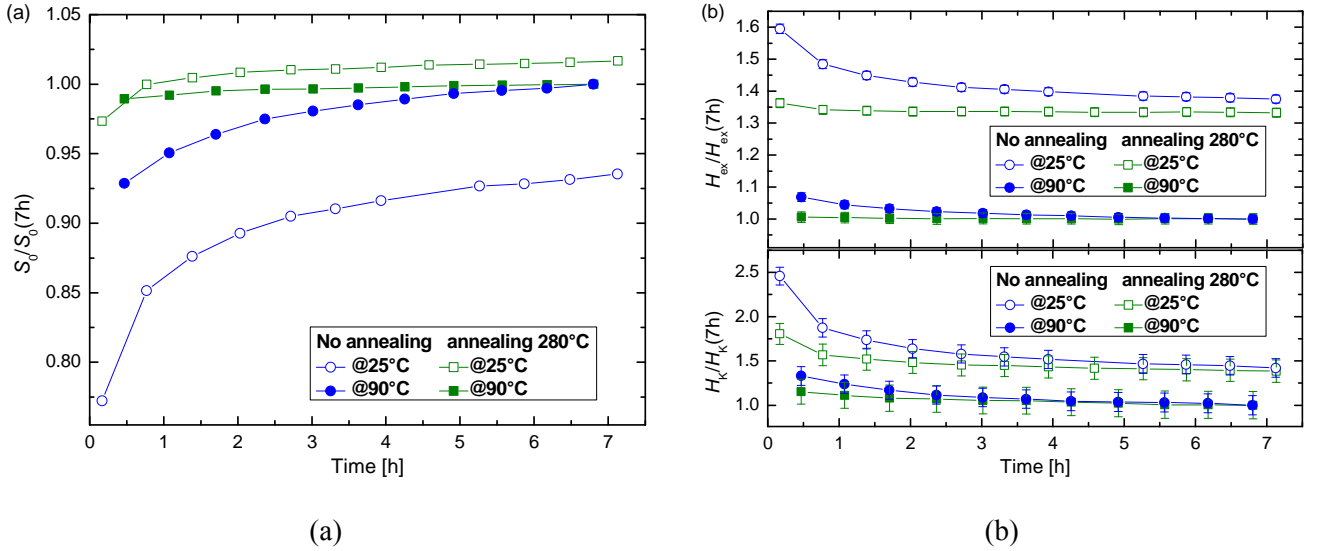 (a)
1.05
1.00
0.95
0.90
0.85
0.80
S0/S0(7h)
0 1 2 3 4 5 6 7
Time [h]
No annealing annealing 280°C
@25°C @25°C
@90°C @90°C
(a)
(b)
1.6
1.5
1.4
1.3
1.2
1.1
1.0
Hex/Hex(7h)
No annealing annealing 280°C
@25°C @25°C
@90°C @90°C
2.5
2.0
1.5
1.0
HK/HK(7h)
No annealing annealing 280°C
@25°C @25°C
@90°C @90°C
0 1 2 3 4 5 6 7
Time [h]
(b)